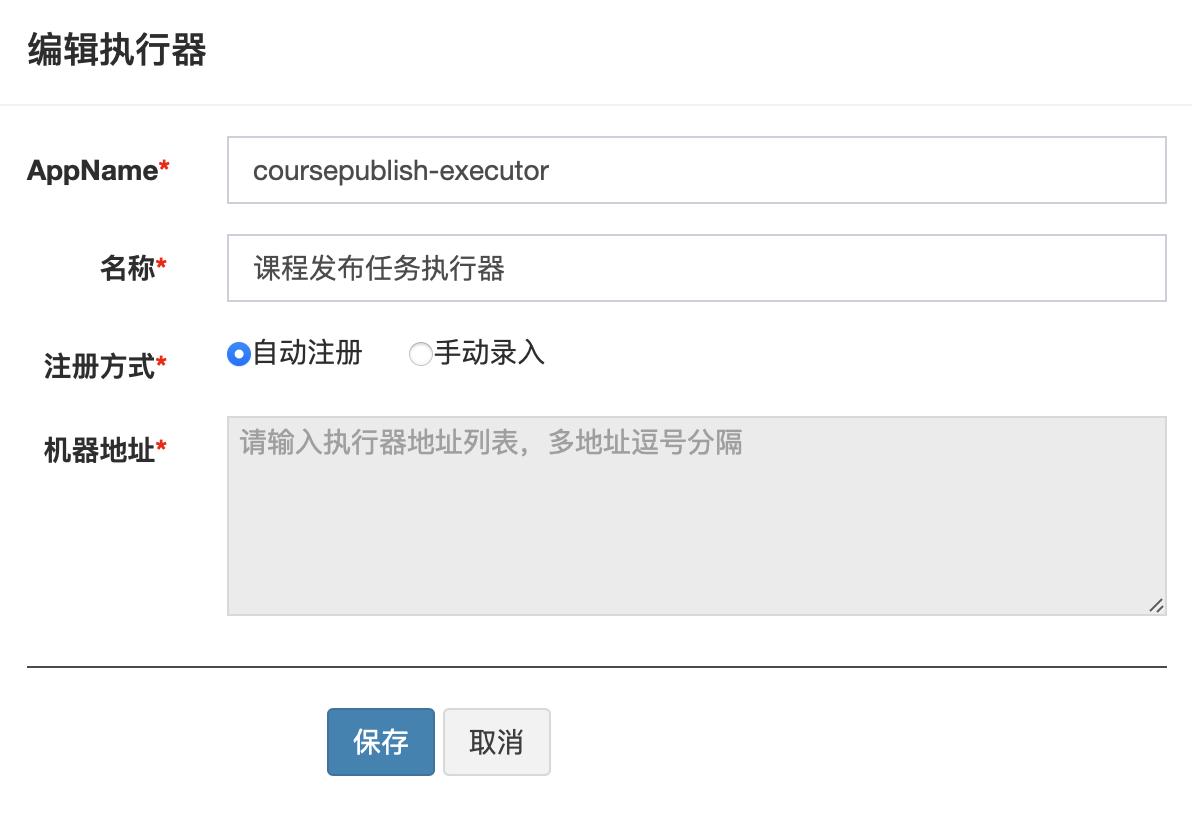 编辑执行器
AppName*
coursepublish-executor
名称*
课程发布任务执行器
注册方式*
自动注册 手动录入
机器地址*
请输入执行器地址列表，多地址逗号分隔
保存 取消